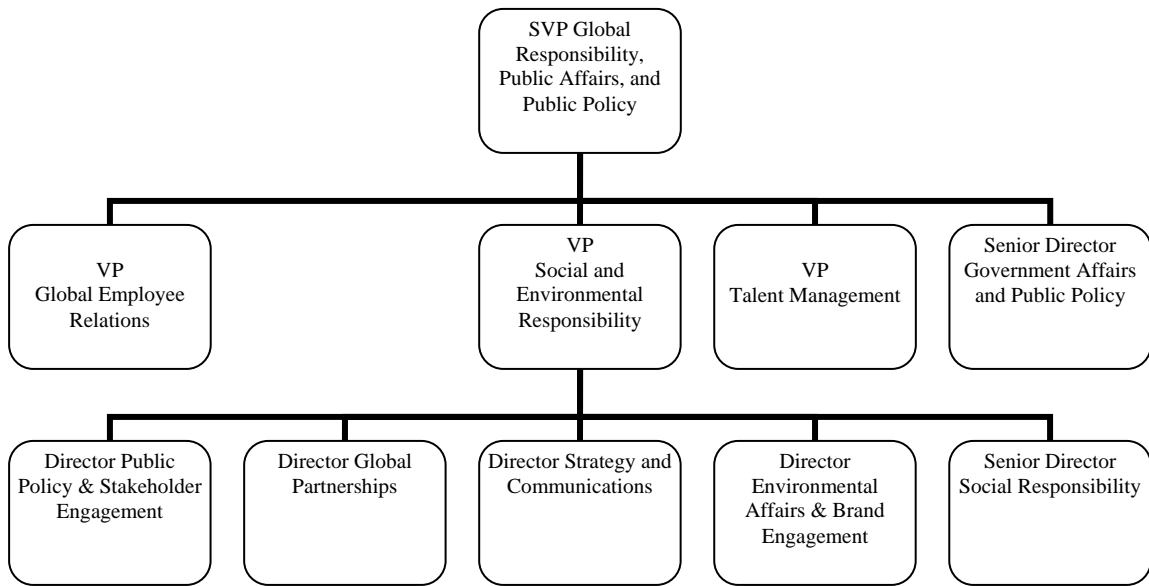 SVP Global
Responsibility,
Public Affairs, and
Public Policy
VP
Global Employee
Relations
VP
Social and
Environmental
Responsibility
VP
Talent Management
Senior Director
Government Affairs
and Public Policy
Director Public
Policy & Stakeholder
Engagement
Director Global
Partnerships
Director Strategy and
Communications
Director
Environmental
Affairs & Brand
Engagement
Senior Director
Social Responsibility